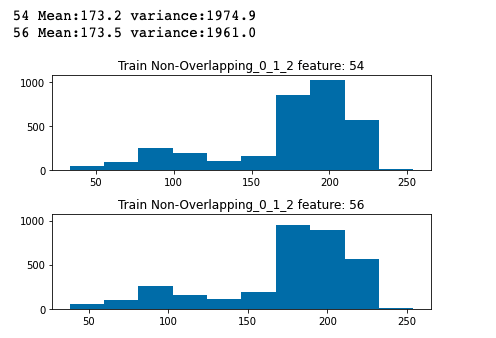 54 Mean:173.2 variance:1974.9
56 Mean:173.5 variance:1961.0
Train Non-Overlapping_0_1_2 feature: 54
1000
500
0
50 100 150 200 250
Train Non-Overlapping_0_1_2 feature: 56
1000
500
0
50 100 150 200 250